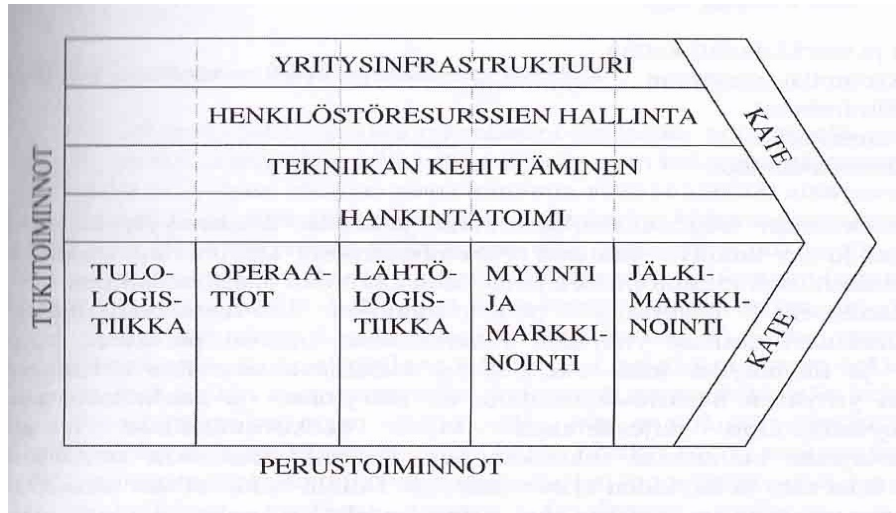 YRITYSINFRASTRUKTUURI
HENKILÖSTÖRESURSSIEN HALLINTA
TEKNIIKAN KEHITTÄMINEN
HANKINTATOIMI
TUKITOIMINNOT
KATE
TULO-
LOGIS-
TIIKKA
OPERAA-
TIOT
LÄHTÖ-
LOGIS-
TIIKKA
MYYNTI
JA
MARKKI-
NOINTI
JÄLKI-
MARKKI-
NOINTI
KATE
PERUSTOIMINNOT